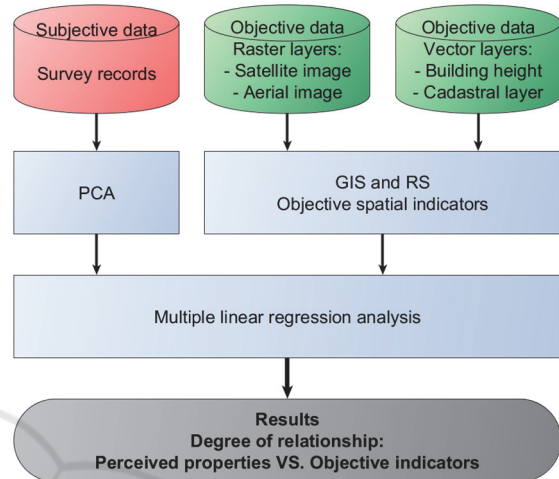 Subjective data
Survey records
Objective data
Raster layers:
- Satellite image
- Aerial image
Objective data
Vector layers:
- Building height
- Cadastral layer
PCA
GIS and RS
Objective spatial indicators
Multiple linear regression analysis
Results
Degree of relationship:
Perceived properties VS. Objective indicators